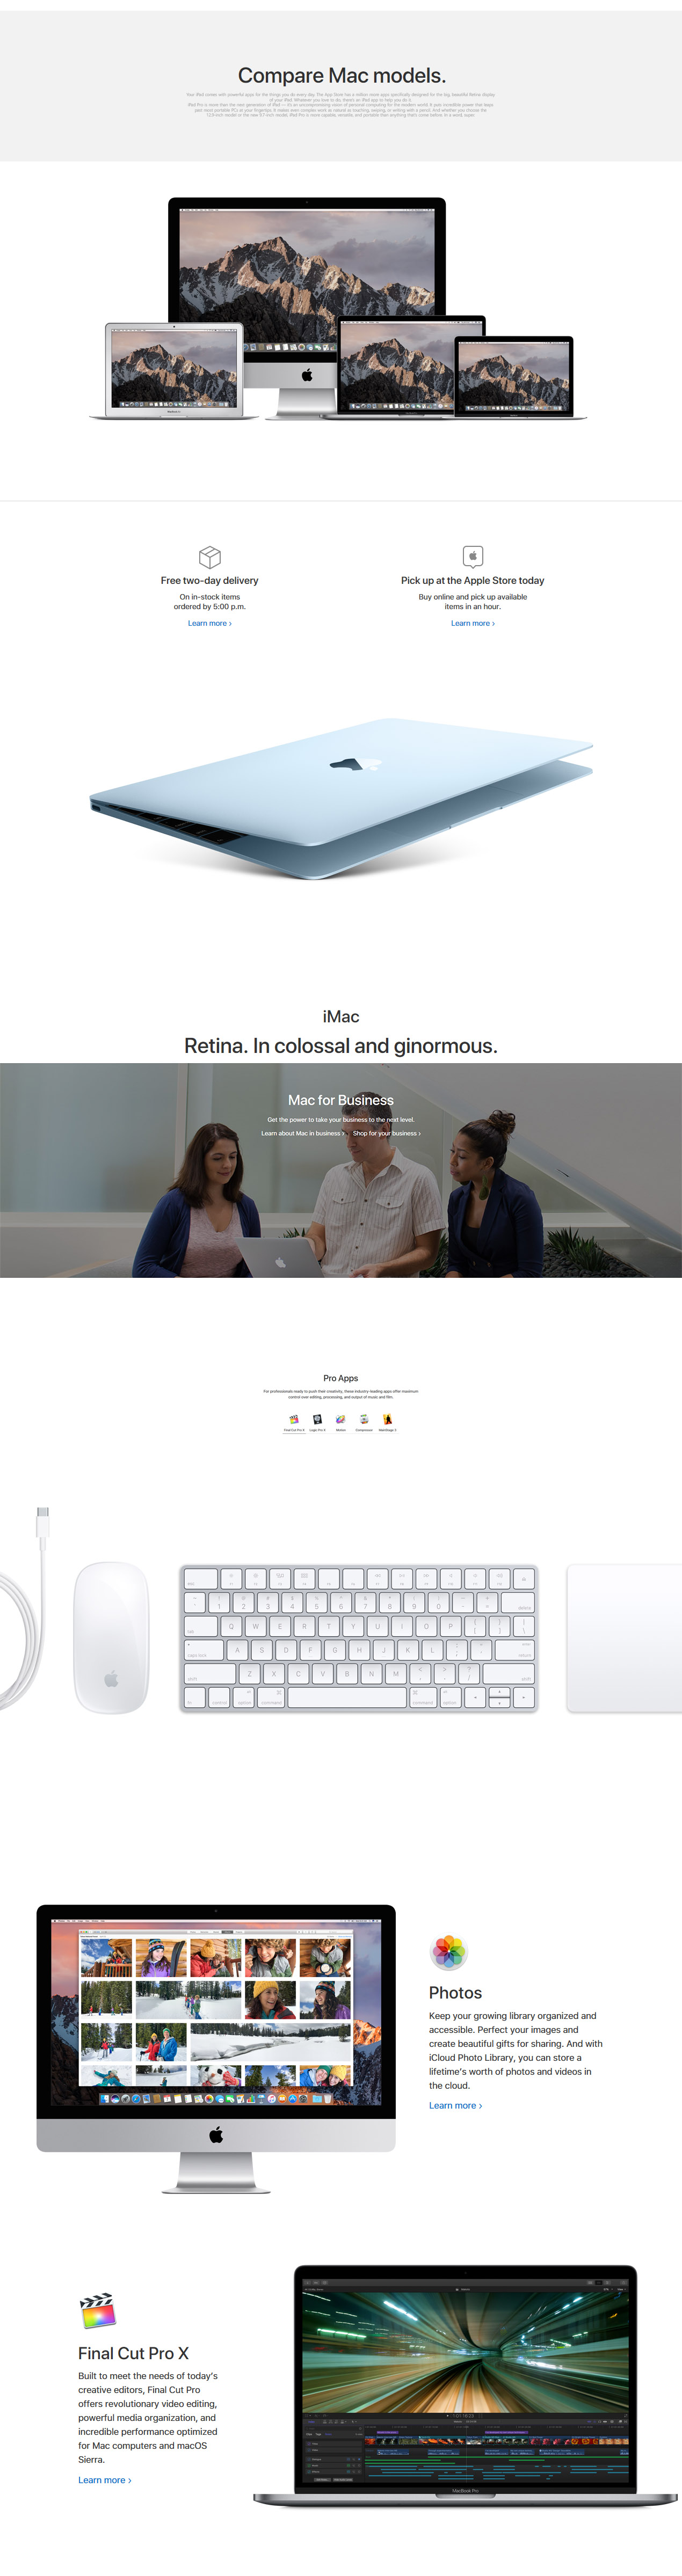 Compare Mac models.
Your iPad comes with powerful apps for the things you do every day. The App Store has a million more apps specifically designed for the big, beautiful Retina display
of your iPad. Whatever you love to do, there's an iPad app to help you do it.
iPad Pro is more than the next generation of iPad — it's an uncompromising vision of personal computing for the modern world. It puts incredible power that leaps
past most portable PCs at your fingertips. It makes even complex work as natural as touching, swiping, or writing with a pencil. And whether you choose the
12.9-inch model or the new 9.7-inch model, iPad Pro is more capable, versatile, and portable than anything that's come before. In a word, super.
Free two-day delivery
On in-stock items
ordered by 5:00 p.m.
Learn more ›
Pick up at the Apple Store today
Buy online and pick up available
items in an hour.
Learn more ›
iMac
Retina. In colossal and ginormous.
Mac for Business
Get the power to take your business to the next level.
Learn about Mac in business › Shop for your business ›
Pro Apps
For professionals ready to push their creativity, these industry-leading apps offer maximum
control over editing, processing, and output of music and film.
Final Cut Pro X Logic Pro X Motion Compressor MainStage 3
Q W E R T Y U I O P
A S D F G H J K L
Z X C V B N M
Photos
Keep your growing library organized and
accessible. Perfect your images and
create beautiful gifts for sharing. And with
iCloud Photo Library, you can store a
lifetime's worth of photos and videos in
the cloud.
Learn more ›
Final Cut Pro X
Built to meet the needs of today's
creative editors, Final Cut Pro
offers revolutionary video editing,
powerful media organization, and
incredible performance optimized
for Mac computers and macOS
Sierra.
Learn more ›
MacBook Pro